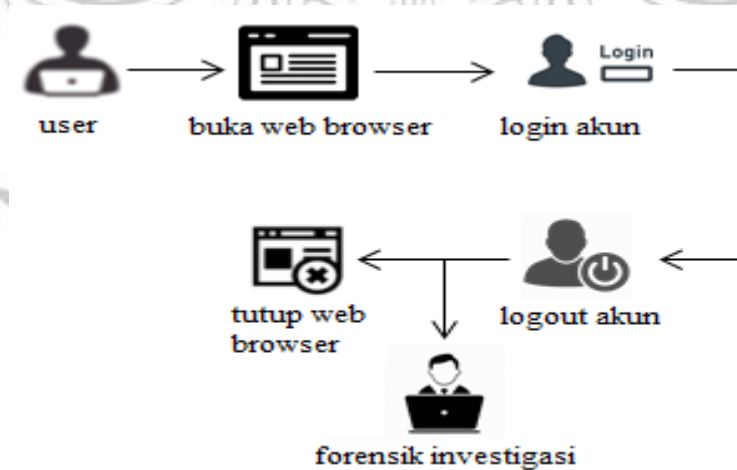 user
buka web browser
Login
login akun
tutup web
browser
logout akun
forensik investigasi